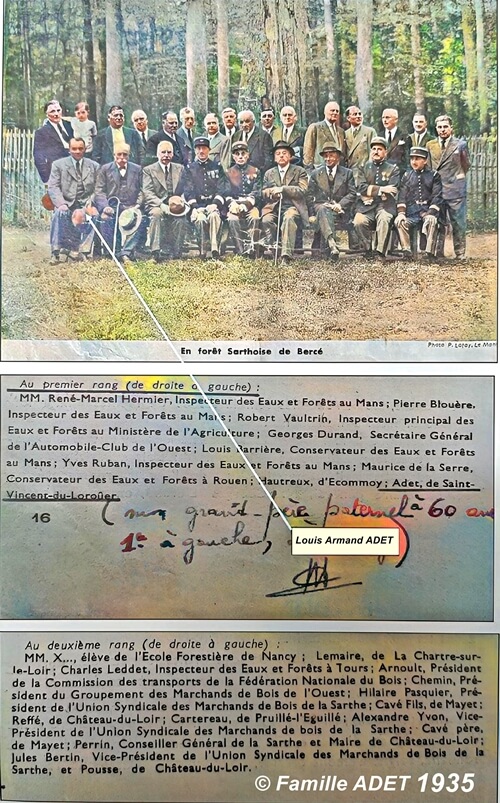 En forêt Sarthoise de Bercé
Photo P. Loray, Le Mans
Au premier rang (de droite à gauche) :
MM. René-Marcel Hermier, Inspecteur des Eaux et Forêts au Mans ; Pierre Blouère,
Inspecteur des Eaux et Forêts au Mans ; Robert Vaultrin, Inspecteur principal des
Eaux et Forêts au Ministère de l'Agriculture ; Georges Durand, Secrétaire Général
de l'Automobile-Club de l'Ouest ; Louis Barrière, Conservateur des Eaux et Forêts
au Mans ; Yves Ruban, Inspecteur des Eaux et Forêts au Mans ; Maurice de la Serre,
Conservateur des Eaux et Forêts à Rouen ; Hautreux, d'Ecommoy ; Adet, de Saint-
Vincent-du-Lorouër.
16
(mon grand-père paternel à 60 ans
1er à gauche,
Louis Armand ADET
Au deuxième rang (de droite à gauche) :
MM. X..., élève de l'Ecole Forestière de Nancy ; Lemaire, de La Chartre-sur-
le-Loir ; Charles Leddet, Inspecteur des Eaux et Forêts à Tours ; Arnoult, Président
de la Commission des transports de la Fédération Nationale du Bois ; Chemin, Pré-
sident du Groupement des Marchands de Bois de l'Ouest ; Hilaire Pasquier, Pré-
sident de l'Union Syndicale des Marchands de Bois de la Sarthe ; Cavé Fils, de Mayet ;
Reffé, de Château-du-Loir ; Cartereau, de Pruillé-l'Eguillé ; Alexandre Yvon, Vice-
Président de l'Union Syndicale des Marchands de bois de la Sarthe ; Cavé père,
de Mayet ; Perrin, Conseiller Général de la Sarthe et Maire de Château-du-Loir ;
Jules Bertin, Vice-Président de l'Union Syndicale des Marchands de Bois de la
Sarthe, et Pousse, de Château-du-Loir.
© Famille ADET 1935